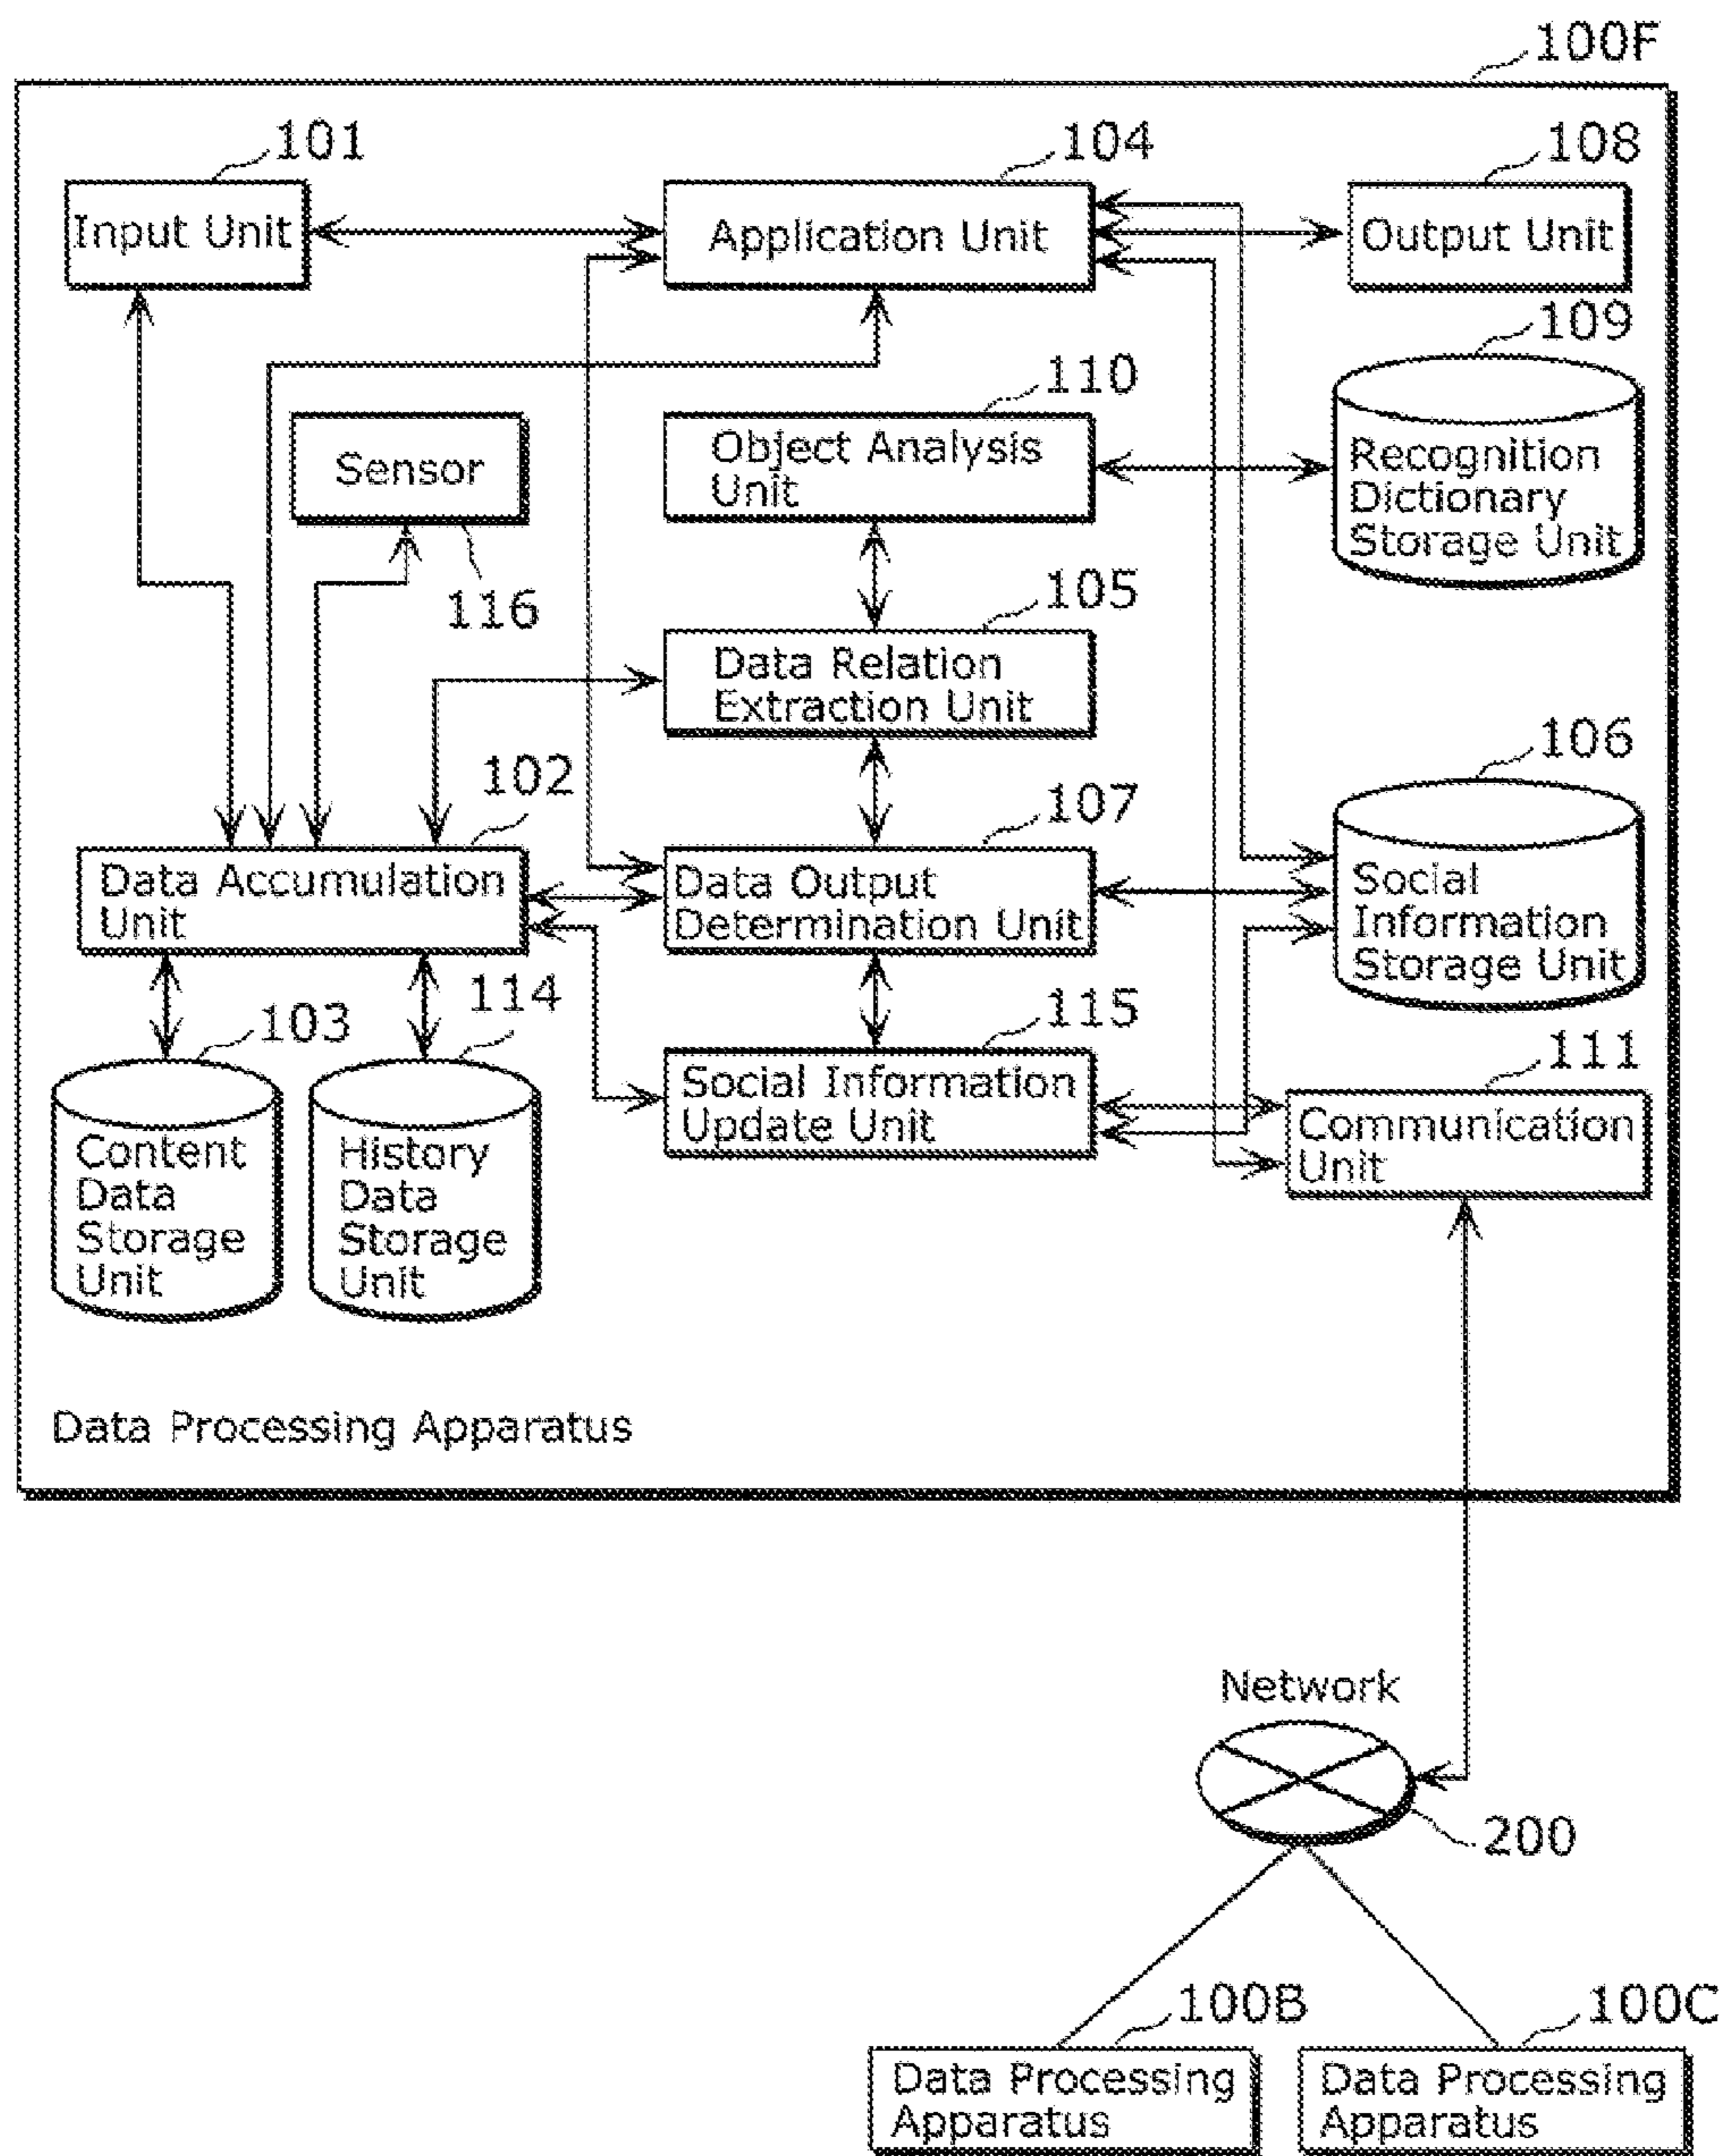 100F
101
104
108
Input Unit
Application Unit
Output Unit
109
110
Sensor
Object Analysis
Unit
Recognition
Dictionary
Storage Unit
116
105
Data Relation
Extraction Unit
102
107
106
Data Accumulation
Unit
Data Output
Determination Unit
Social
Information
Storage Unit
103
114
115
111
Content
Data
Storage
Unit
History
Data
Storage
Unit
Social Information
Update Unit
Communication
Unit
Data Processing Apparatus
Network
200
100B
100C
Data Processing
Apparatus
Data Processing
Apparatus